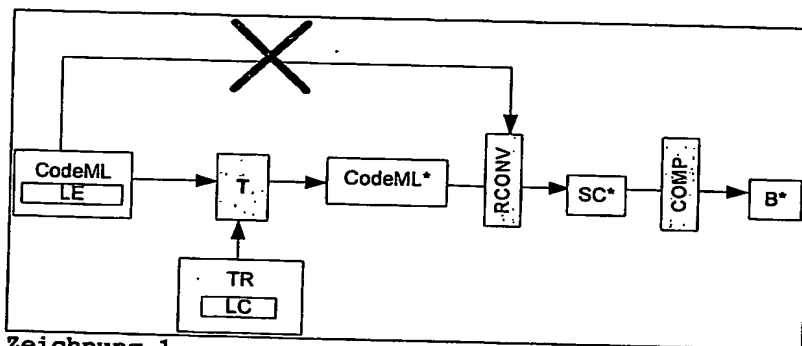 CodeML
LE
T
CodeML*
RCONV
SC*
COMP
B*
TR
LC
Zeichnung 1